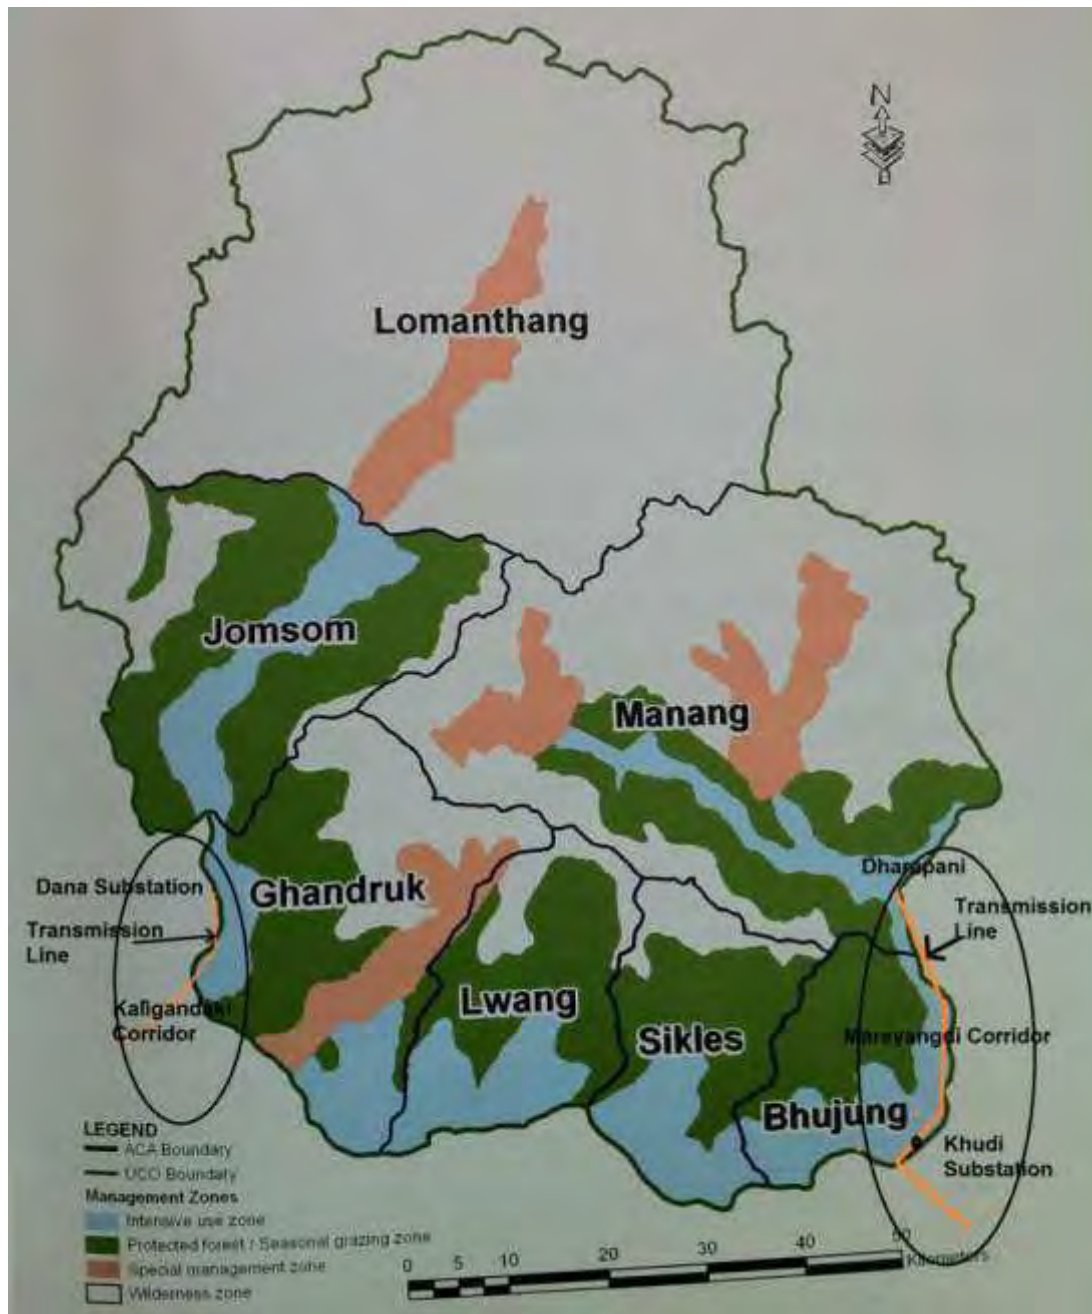 N
Lomanthang
Jomsom
Manang
Dana Substation
Ghandruk
Dharapani
Transmission
Line
Transmission
Line
Lwang
Kaligandaki
Corridor
Sikles
Marsyangdi Corridor
Bhujung
Khudi
Substation
LEGEND
ACA Boundary
UCO Boundary
Management Zones
Intensive use zone
Protected forest / Seasonal grazing zone
Special management zone
Wilderness zone
0 5 10 20 30 40 50
Kilometers